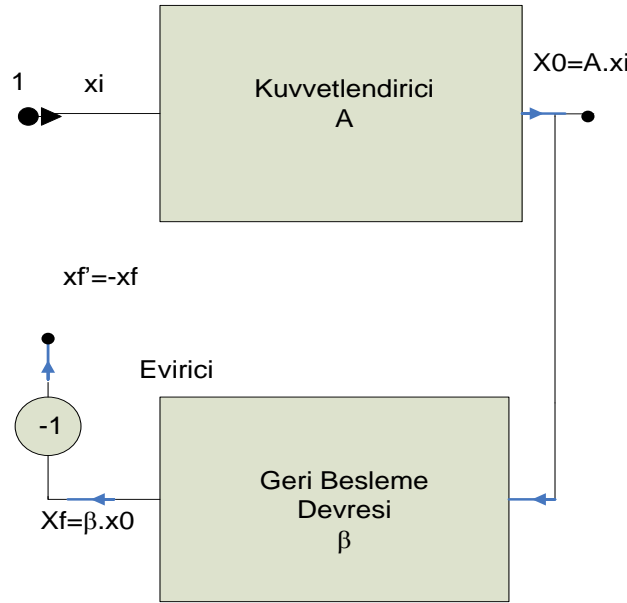 X0=A.xi
1 xi
Kuvvetlendirici
A
xf’=-xf
Evirici
-1
Geri Besleme
Devresi
β
Xf=β.x0